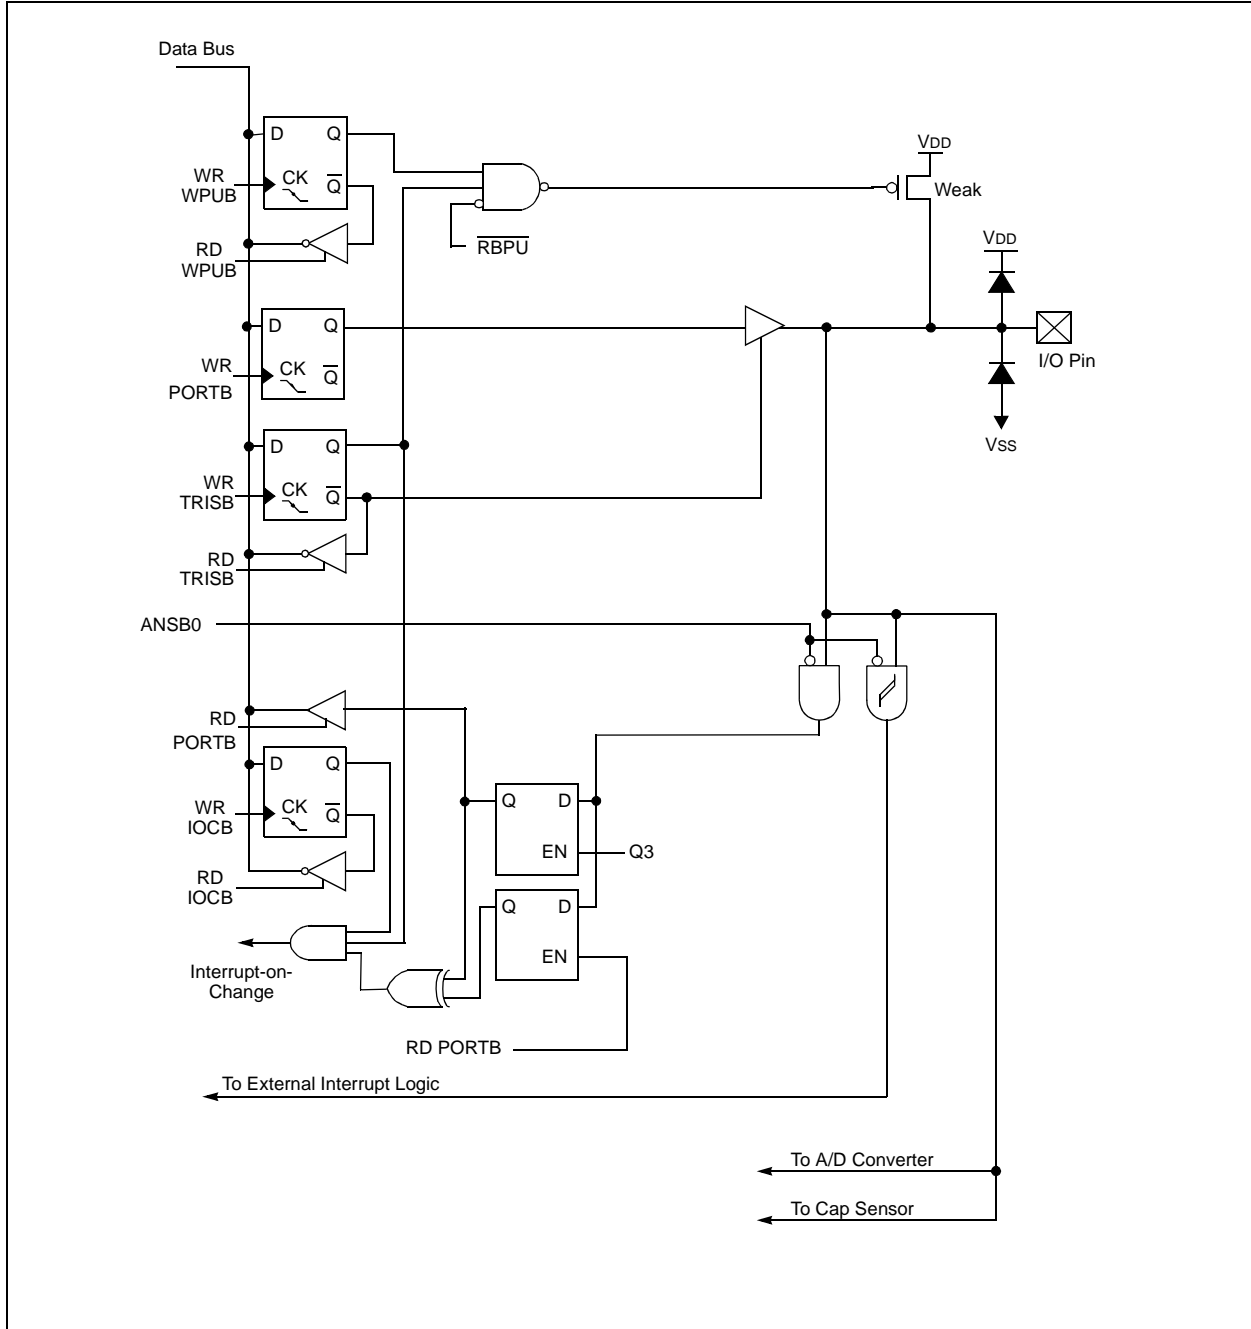 Data Bus
D Q
WR
WPUB
CK Q̅
RD
WPUB
R̅B̅P̅U̅
VDD
Weak
VDD
D Q
WR
PORTB
CK Q̅
I/O Pin
VSS
D Q
WR
TRISB
CK Q̅
RD
TRISB
ANSB0
RD
PORTB
D Q
WR
IOCB
CK Q̅
RD
IOCB
Q D
EN
Q3
Q D
EN
Interrupt-on-
Change
RD PORTB
To External Interrupt Logic
To A/D Converter
To Cap Sensor